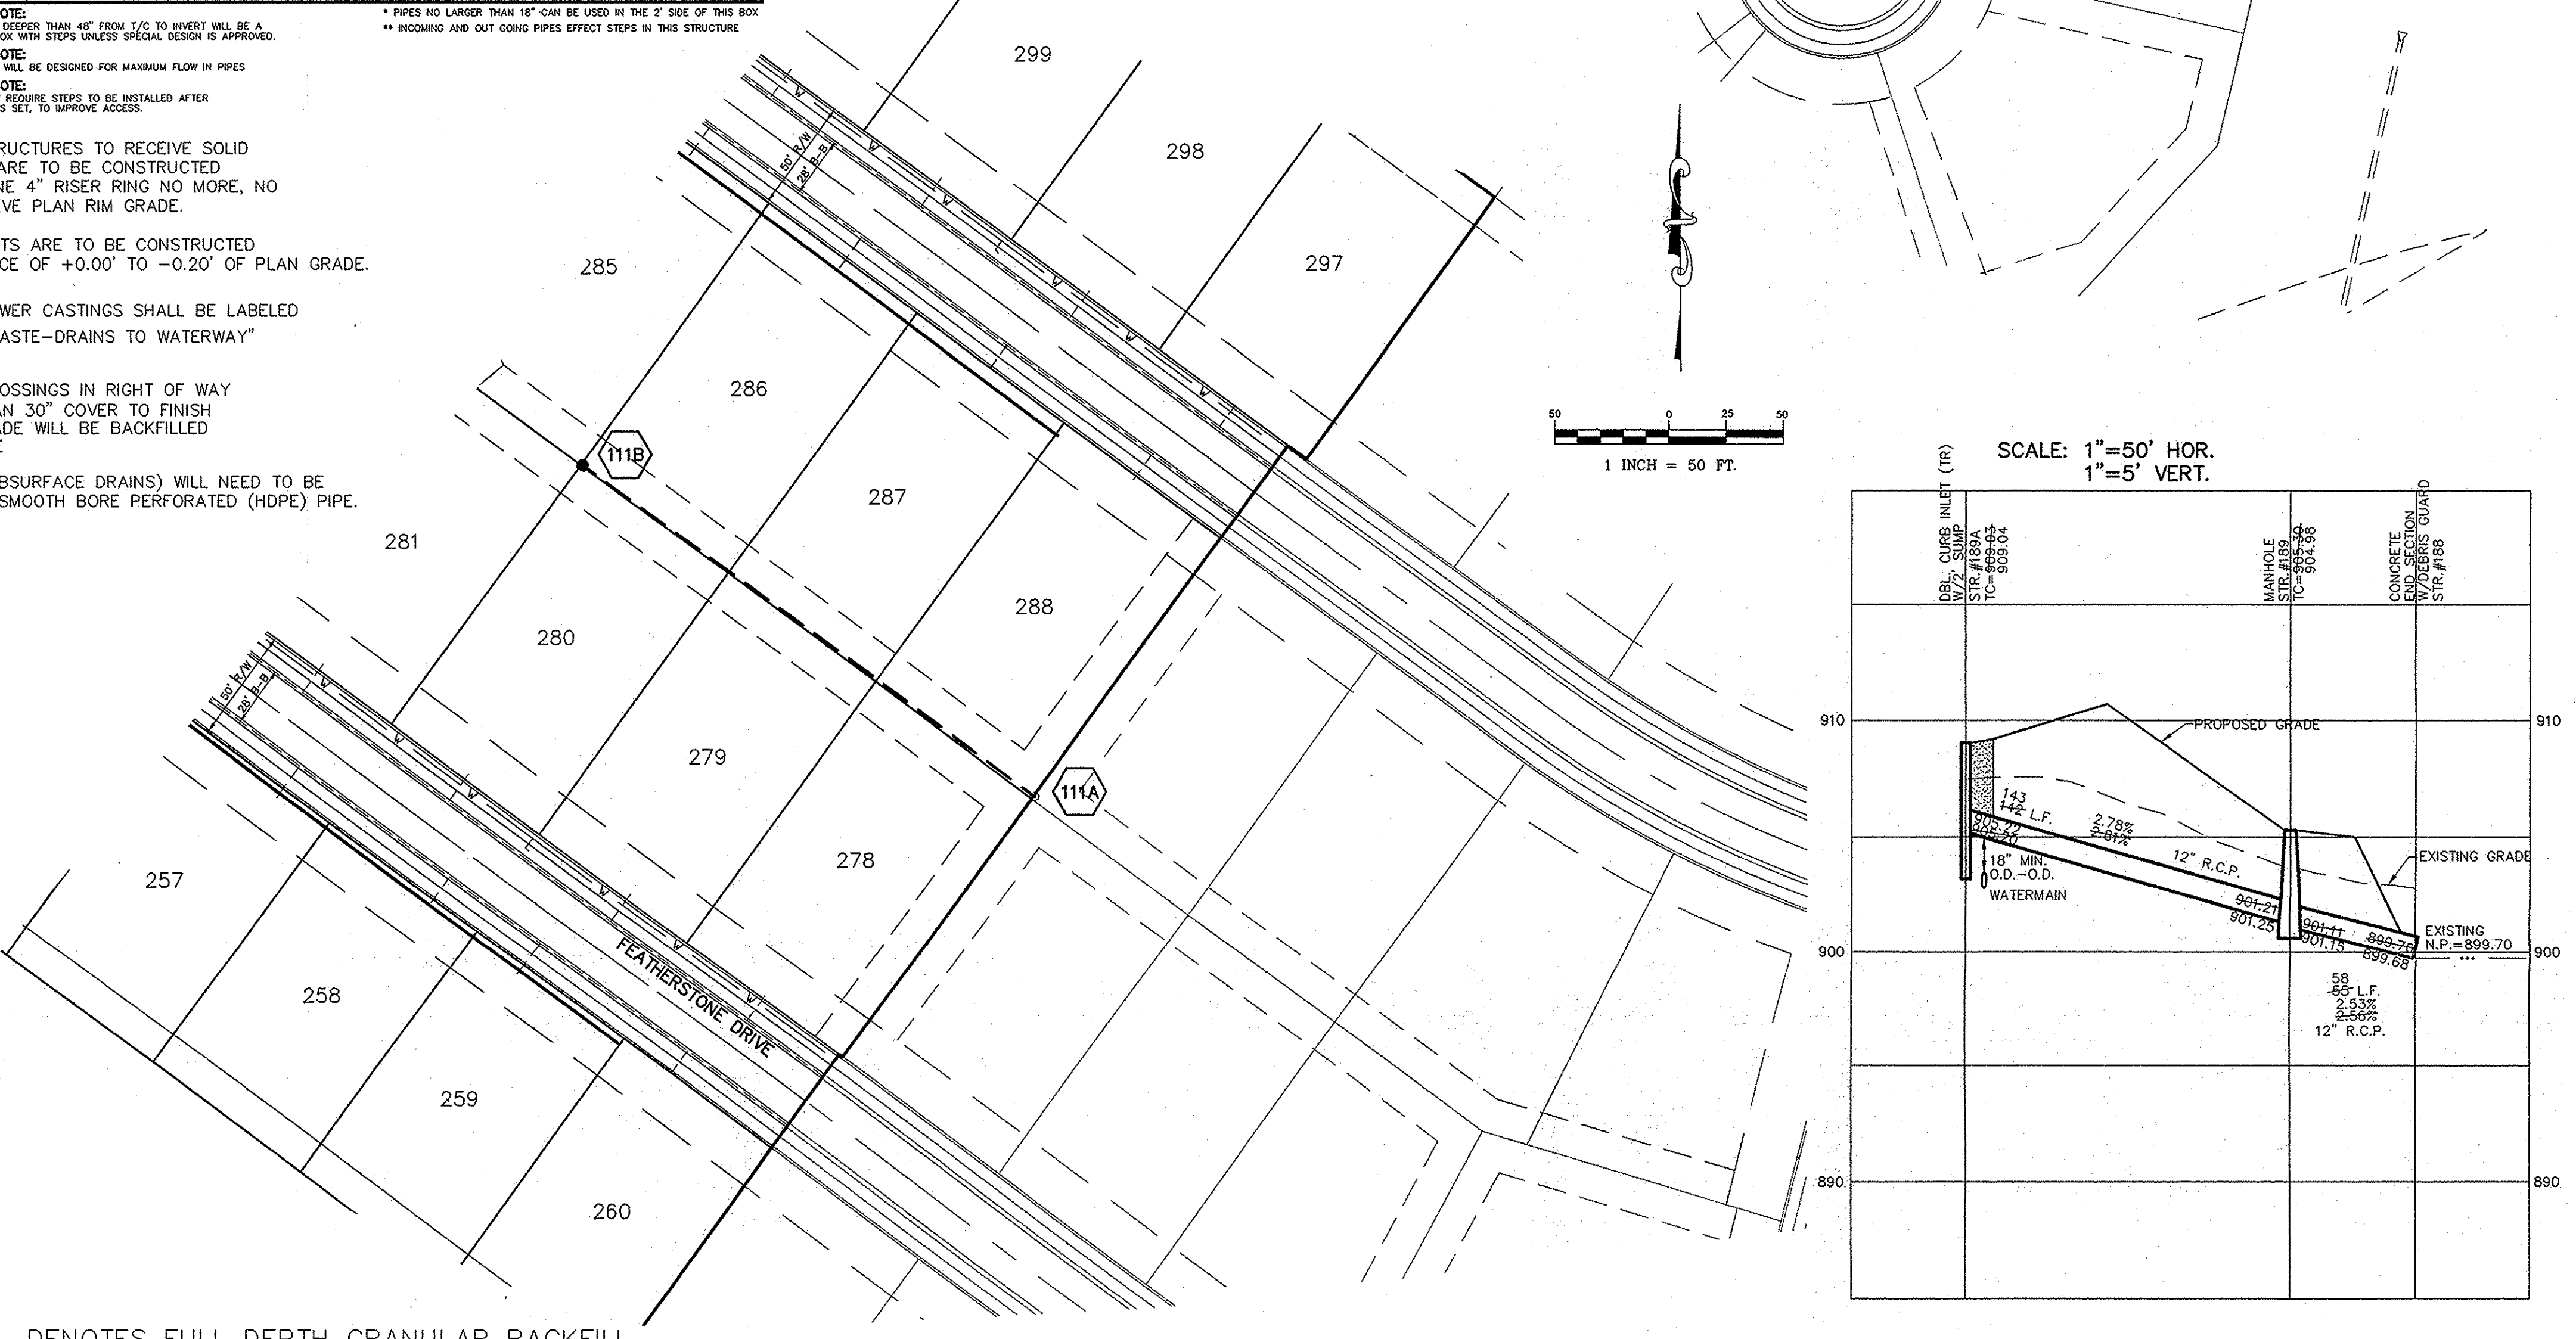 OTE:
DEEPER THAN 48" FROM T/C TO INVERT WILL BE A
OX WITH STEPS UNLESS SPECIAL DESIGN IS APPROVED.
OTE:
WILL BE DESIGNED FOR MAXIMUM FLOW IN PIPES
OTE:
REQUIRE STEPS TO BE INSTALLED AFTER
S SET, TO IMPROVE ACCESS.
* PIPES NO LARGER THAN 18" CAN BE USED IN THE 2' SIDE OF THIS BOX
** INCOMING AND OUT GOING PIPES EFFECT STEPS IN THIS STRUCTURE
RUCTURES TO RECEIVE SOLID
ARE TO BE CONSTRUCTED
NE 4" RISER RING NO MORE, NO
VE PLAN RIM GRADE.
TS ARE TO BE CONSTRUCTED
CE OF +0.00' TO -0.20' OF PLAN GRADE.
WER CASTINGS SHALL BE LABELED
ASTE-DRAINS TO WATERWAY"
OSSINGS IN RIGHT OF WAY
AN 30" COVER TO FINISH
ADE WILL BE BACKFILLED
E
BSURFACE DRAINS) WILL NEED TO BE
SMOOTH BORE PERFORATED (HDPE) PIPE.
299
298
297
W
W
W
W
W
W
50' R/W
28' B-B
285
286
287
288
111B
111A
281
280
279
278
50' R/W
28' B-B
W
W
W
W
W
W
FEATHERSTONE DRIVE
257
258
259
260
DENOTES FULL DEPTH GRANULAR BACKFILL
50 0 25 50
1 INCH = 50 FT.
SCALE: 1"=50' HOR.
1"=5' VERT.
DBL. CURB INLET (TR)
W/2' SUMP
STR.#189A
TC=909.03
909.04
MANHOLE
STR.#189
TC=905.30
904.98
CONCRETE
END SECTION
W/DEBRIS GUARD
STR.#188
910
910
PROPOSED GRADE
143
142 L.F.
2.78%
2.81%
905.22
905.20
12" R.C.P.
EXISTING GRADE
18" MIN.
O.D.-O.D.
WATERMAIN
901.21
901.25
901.11
901.15
899.70
899.68
EXISTING
N.P.=899.70
900
900
58
55 L.F.
2.53%
2.56%
12" R.C.P.
890
890